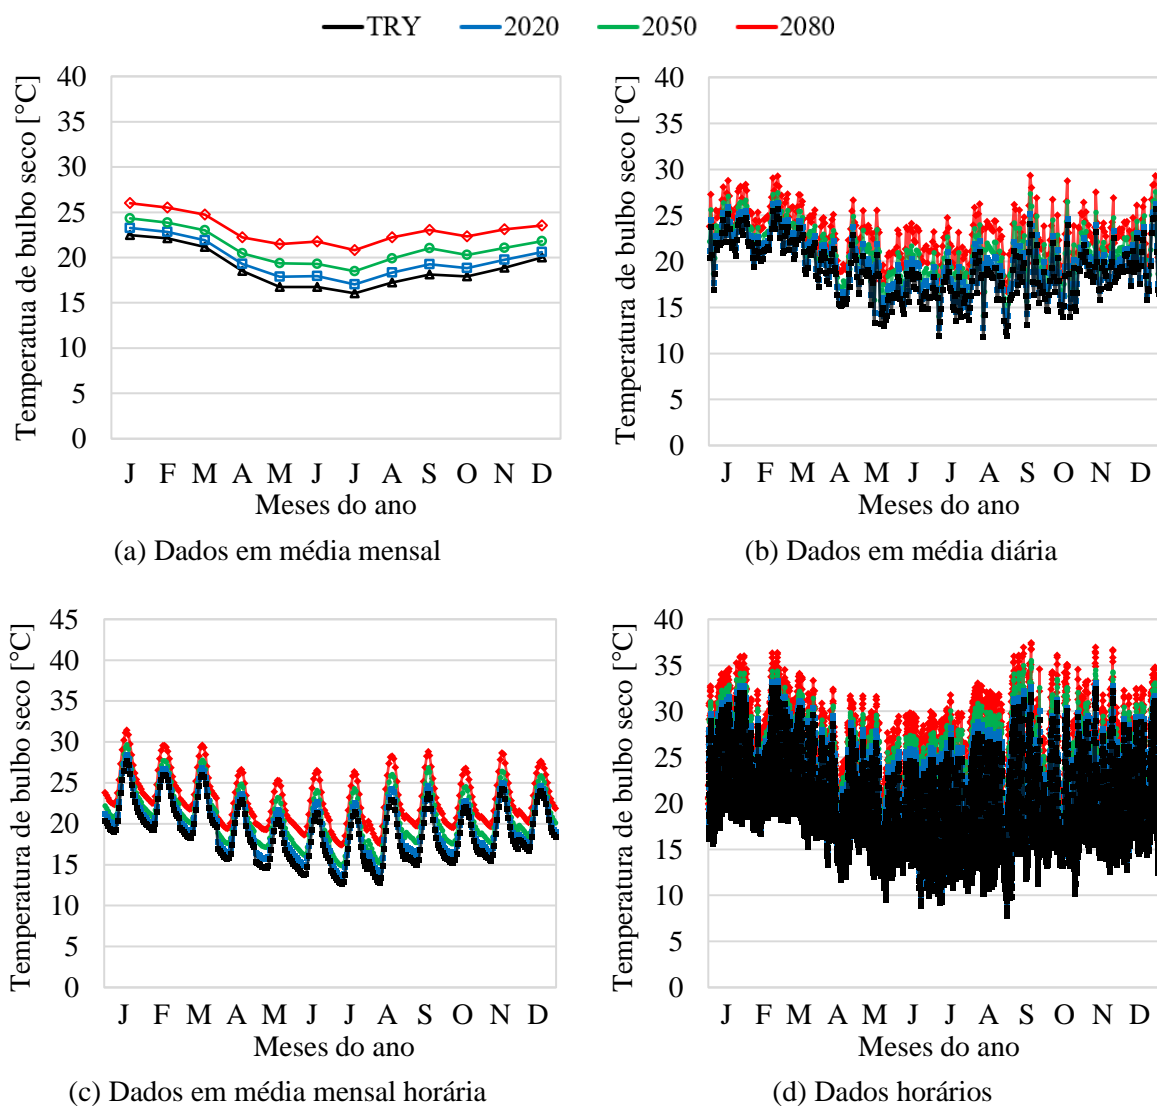 TRY 2020 2050 2080
Temperatua de bulbo seco [°C]
40
35
30
25
20
15
10
5
0
J F M A M J J A S O N D
Meses do ano
(a) Dados em média mensal
Temperatura de bulbo seco [°C]
40
35
30
25
20
15
10
5
0
J F M A M J J A S O N D
Meses do ano
(b) Dados em média diária
Temperatura de bulbo seco [°C]
45
40
35
30
25
20
15
10
5
0
J F M A M J J A S O N D
Meses do ano
(c) Dados em média mensal horária
Temperatura de bulbo seco [°C]
40
35
30
25
20
15
10
5
0
J F M A M J J A S O N D
Meses do ano
(d) Dados horários